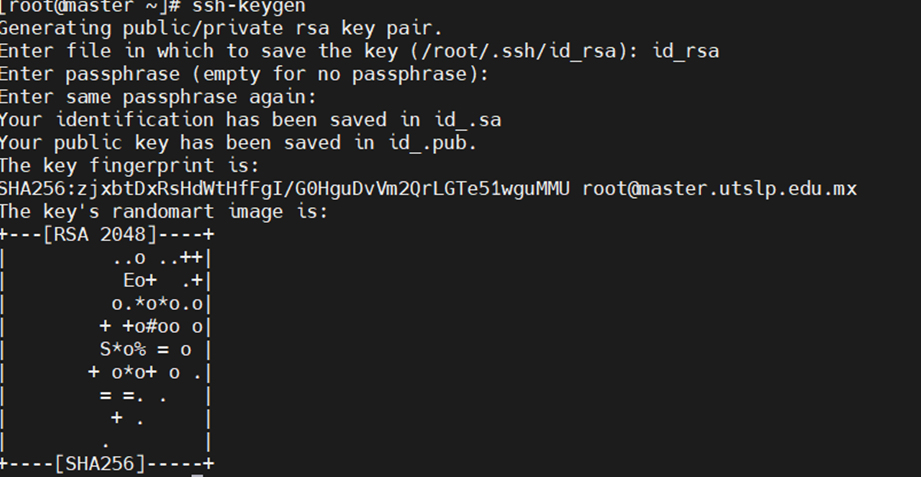 [root@master ~]# ssh-keygen
Generating public/private rsa key pair.
Enter file in which to save the key (/root/.ssh/id_rsa): id_rsa
Enter passphrase (empty for no passphrase):
Enter same passphrase again:
Your identification has been saved in id_.sa
Your public key has been saved in id_.pub.
The key fingerprint is:
SHA256:zjxbtDxRsHdWtHfFgI/G0HguDvVm2QrLGTe51wguMMU root@master.utslp.edu.mx
The key's randomart image is:
+---[RSA 2048]----+
|         ..o ..++|
|          Eo+  .+|
|         o.*o*o.o|
|        + +o#oo o|
|        S*o% = o |
|       + o*o+ o .|
|        = =. .   |
|         + .     |
|        .        |
+----[SHA256]-----+